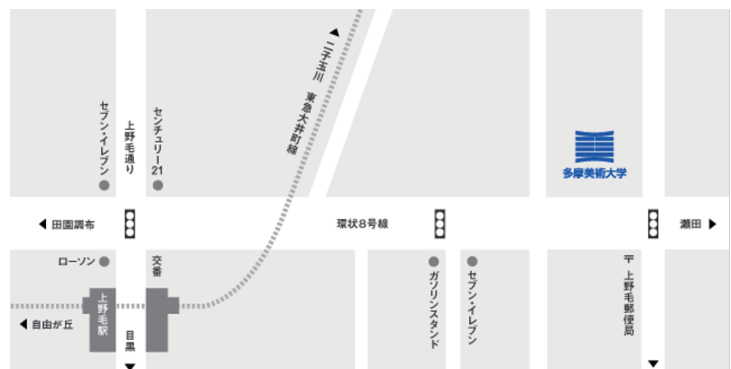 二子玉川
東急大井町線
セブン-イレブン
上野毛通り
センチュリー21
多摩美術大学
田園調布
環状8号線
瀬田
ローソン
交番
上野毛駅
自由が丘
目黒
ガソリンスタンド
セブン-イレブン
〒 上野毛郵便局